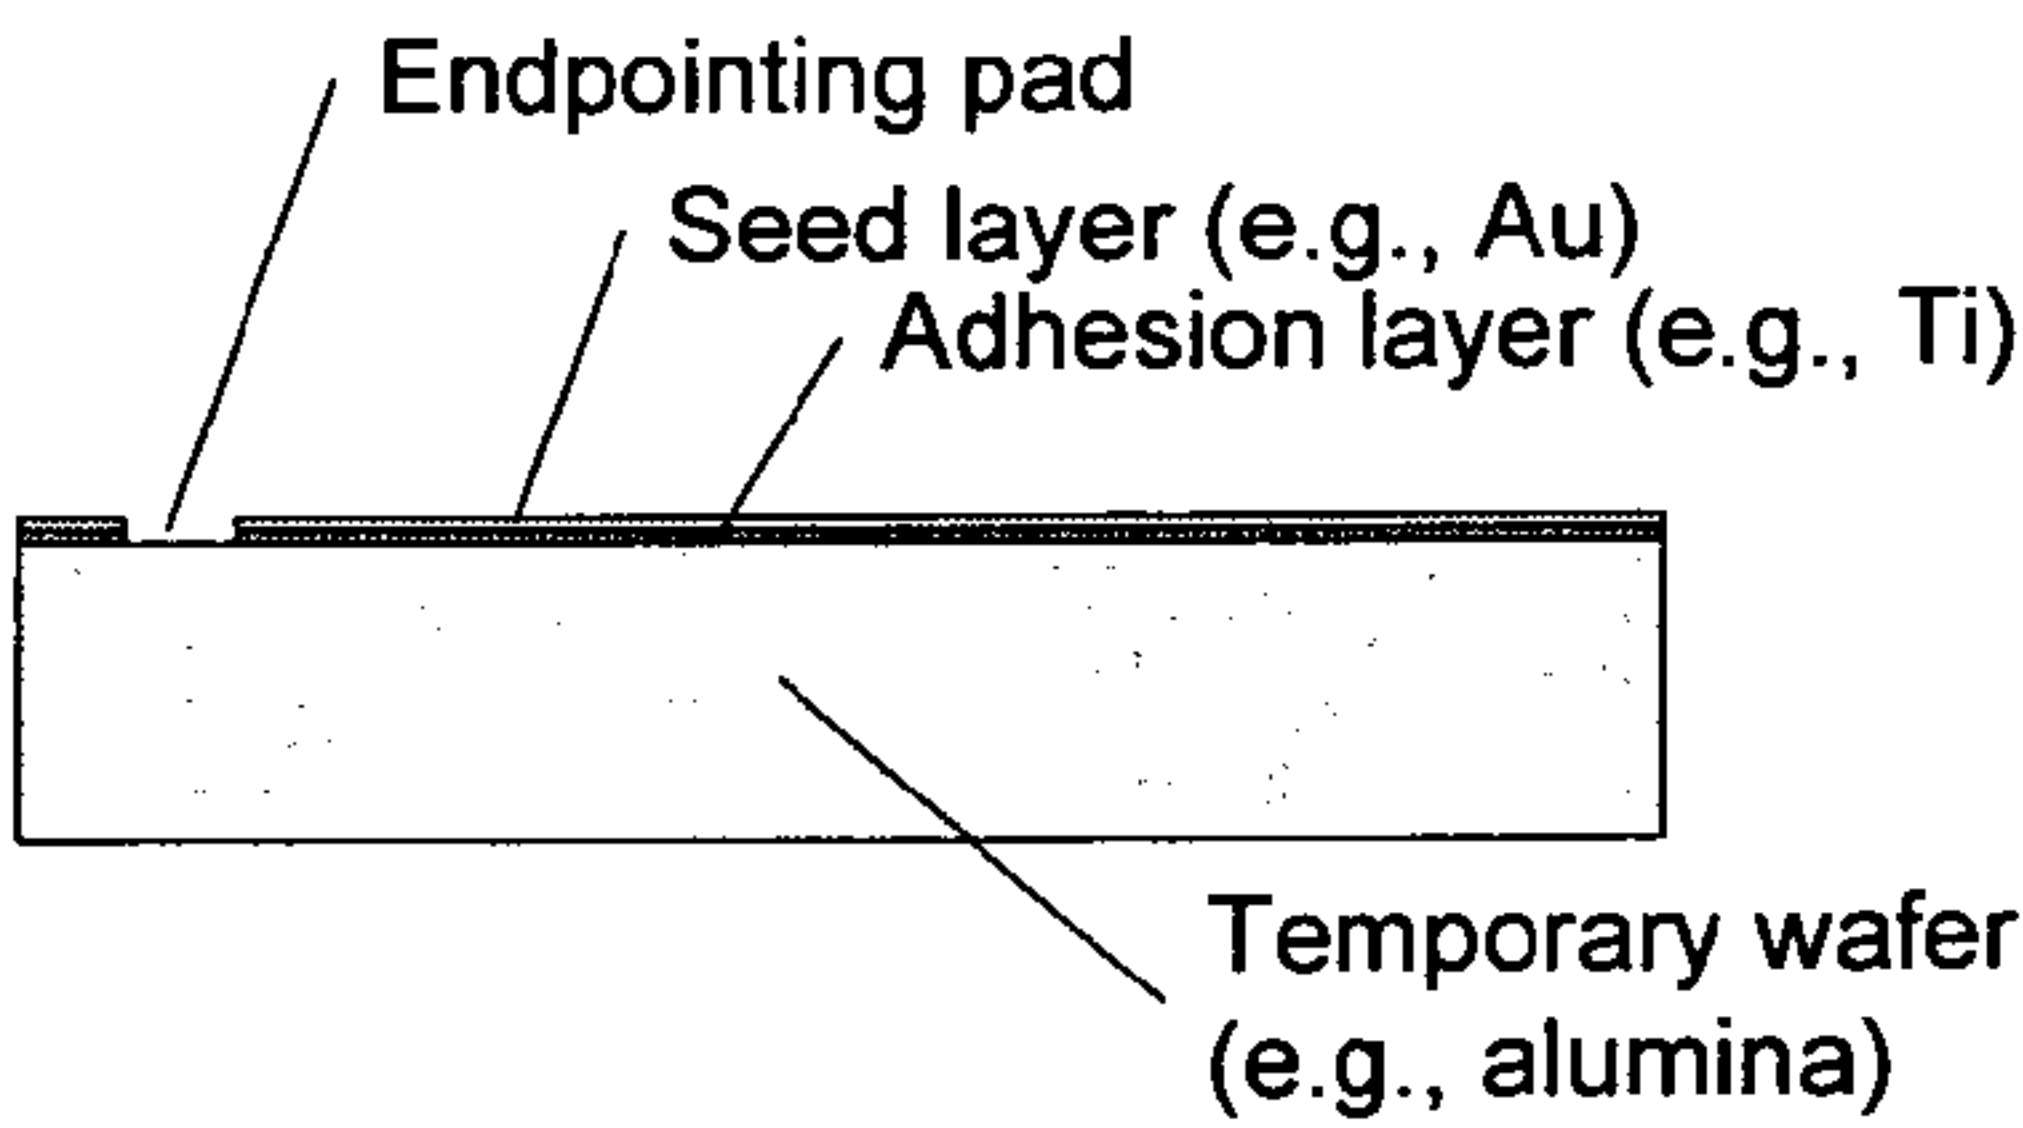 Endpointing pad
Seed layer (e.g., Au)
Adhesion layer (e.g., Ti)
Temporary wafer
(e.g., alumina)